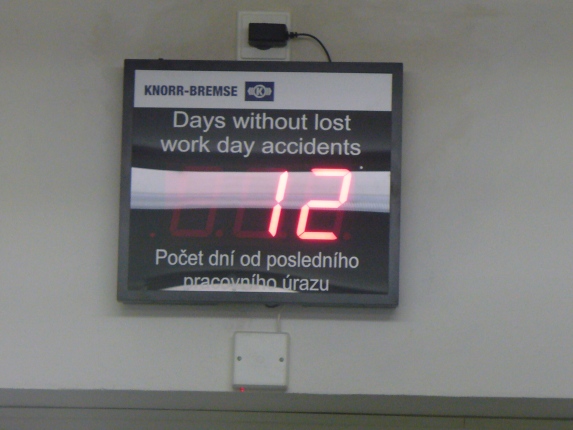 KNORR-BREMSE
Days without lost
work day accidents
12
Počet dní od posledního
pracovního úrazu